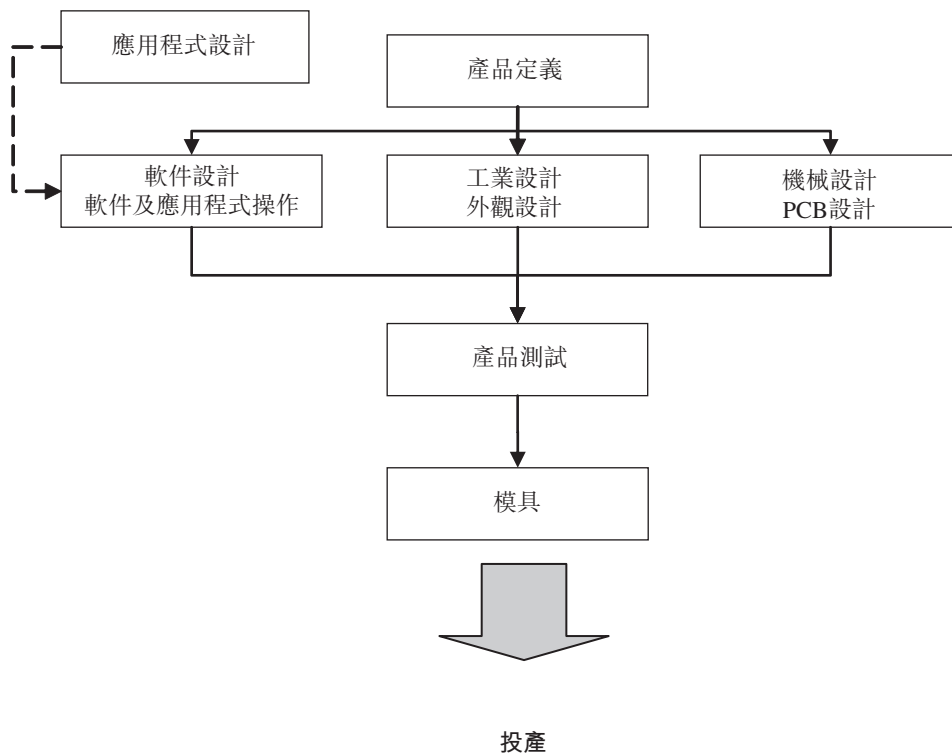 應用程式設計
產品定義
軟件設計
軟件及應用程式操作
工業設計
外觀設計
機械設計
PCB設計
產品測試
模具
投產